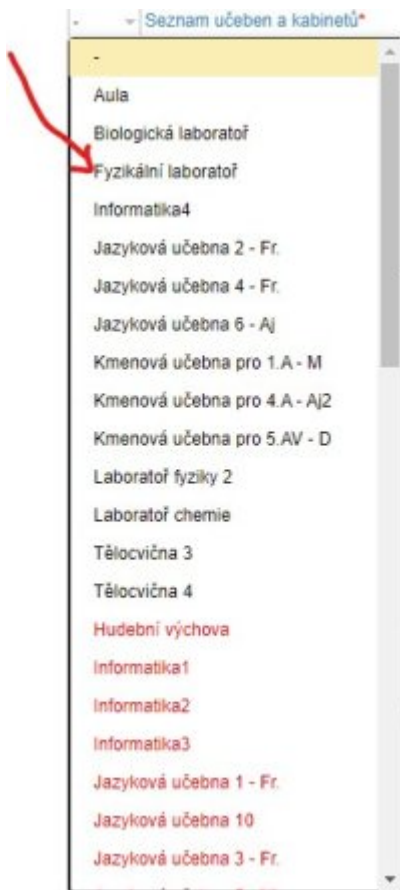 - Seznam učeben a kabinetů*
-
Aula
Biologická laboratoř
Fyzikální laboratoř
Informatika4
Jazyková učebna 2 - Fr.
Jazyková učebna 4 - Fr.
Jazyková učebna 6 - Aj
Kmenová učebna pro 1.A - M
Kmenová učebna pro 4.A - Aj2
Kmenová učebna pro 5.AV - D
Laboratoř fyziky 2
Laboratoř chemie
Tělocvična 3
Tělocvična 4
Hudební výchova
Informatika1
Informatika2
Informatika3
Jazyková učebna 1 - Fr.
Jazyková učebna 10
Jazyková učebna 3 - Fr.